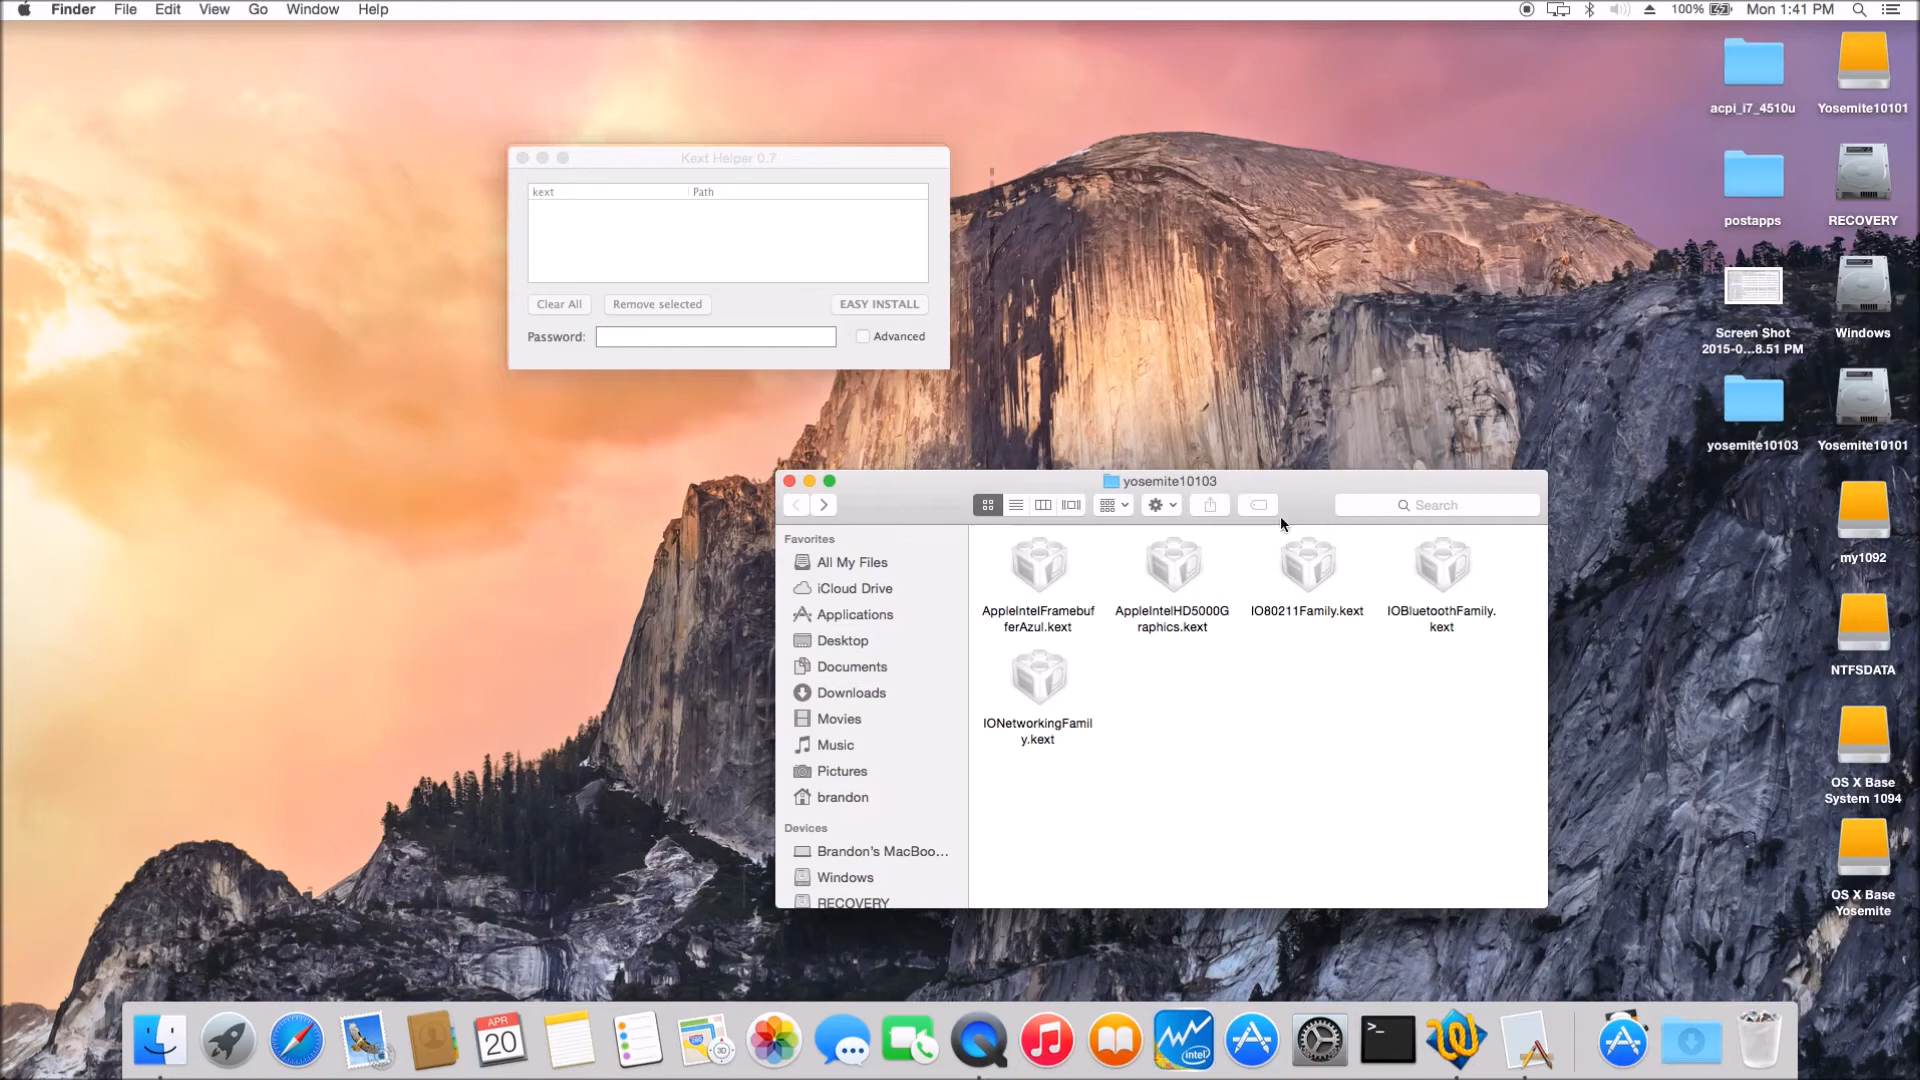 Finder File Edit View Go Window Help
100% Mon 1:41 PM
acpi_i7_4510u
Yosemite10101
postapps
RECOVERY
Screen Shot
2015-0...8.51 PM
Windows
yosemite10103
Yosemite10101
my1092
NTFSDATA
OS X Base
System 1094
OS X Base
Yosemite
Kext Helper 0.7
kext Path
Clear All Remove selected EASY INSTALL
Password: Advanced
yosemite10103
Search
Favorites
All My Files
iCloud Drive
Applications
Desktop
Documents
Downloads
Movies
Music
Pictures
brandon
Devices
Brandon's MacBoo...
Windows
RECOVERY
AppleIntelFramebuf
ferAzul.kext
AppleIntelHD5000G
raphics.kext
IO80211Family.kext
IOBluetoothFamily.
kext
IONetworkingFamil
y.kext
APR
20
3D
intel
>_